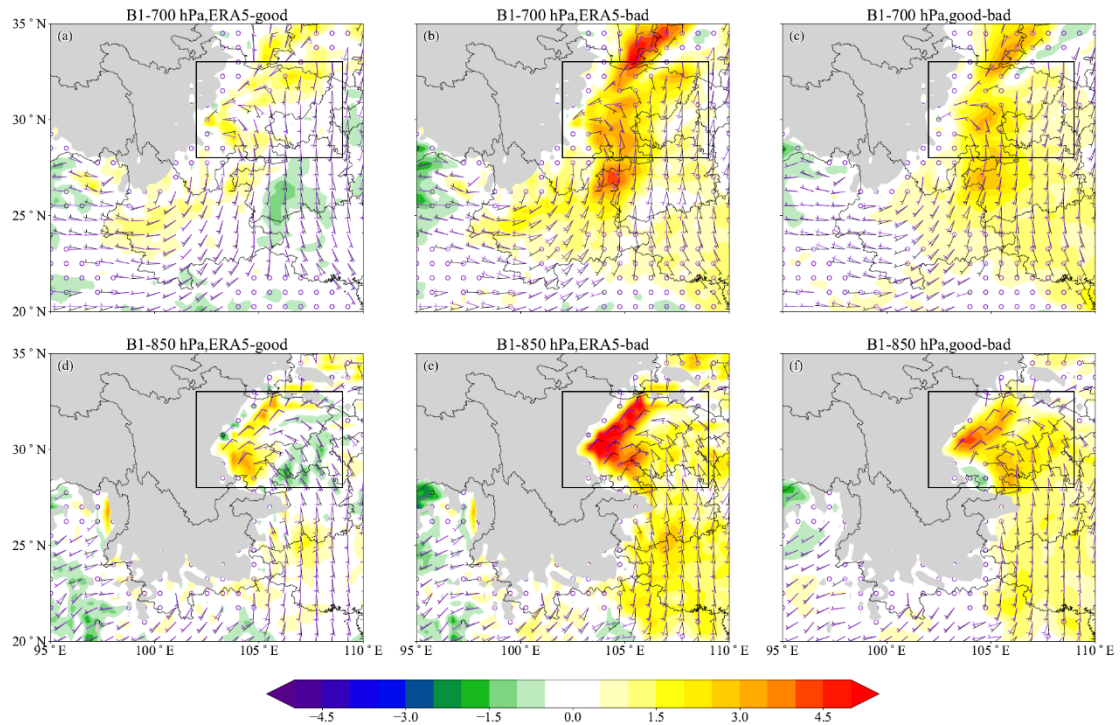 B1-700 hPa,ERA5-good
B1-700 hPa,ERA5-bad
B1-700 hPa,good-bad
35°N
(a)
(b)
(c)
30°N
25°N
20°N
B1-850 hPa,ERA5-good
B1-850 hPa,ERA5-bad
B1-850 hPa,good-bad
35°N
(d)
(e)
(f)
30°N
25°N
20°N
95°E 100°E 105°E 110°E 95°E 100°E 105°E 110°E 95°E 100°E 105°E 110°E
−4.5 −3.0 −1.5 0.0 1.5 3.0 4.5